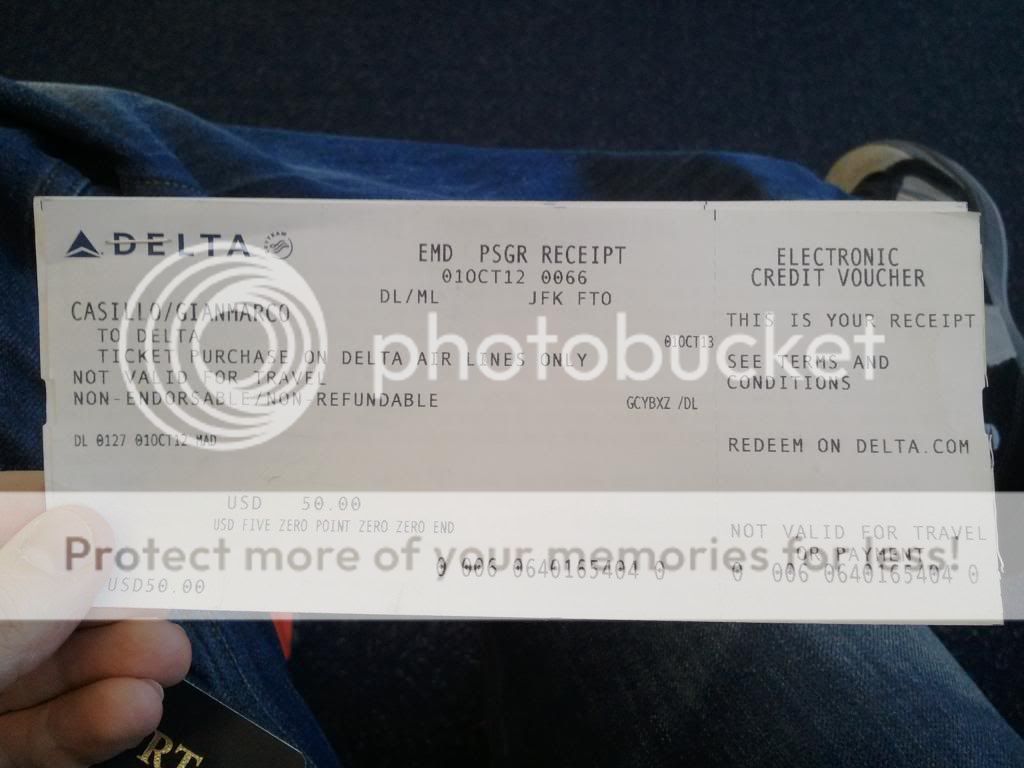 DELTA SKYTEAM
EMD PSGR RECEIPT
01OCT12 0066
DL/ML JFK FTO
CASILLO/GIANMARCO
TO DELTA
01OCT13
TICKET PURCHASE ON DELTA AIR LINES ONLY
NOT VALID FOR TRAVEL
NON-ENDORSABLE/NON-REFUNDABLE
GCYBXZ /DL
DL 0127 01OCT12 MAD
USD 50.00
USD FIVE ZERO POINT ZERO ZERO END
0 006 0640165404 0
USD50.00
ELECTRONIC
CREDIT VOUCHER
THIS IS YOUR RECEIPT
SEE TERMS AND
CONDITIONS
REDEEM ON DELTA.COM
NOT VALID FOR TRAVEL
OR PAYMENT
0 006 0640165404 0
photobucket
Protect more of your memories for less!
RT